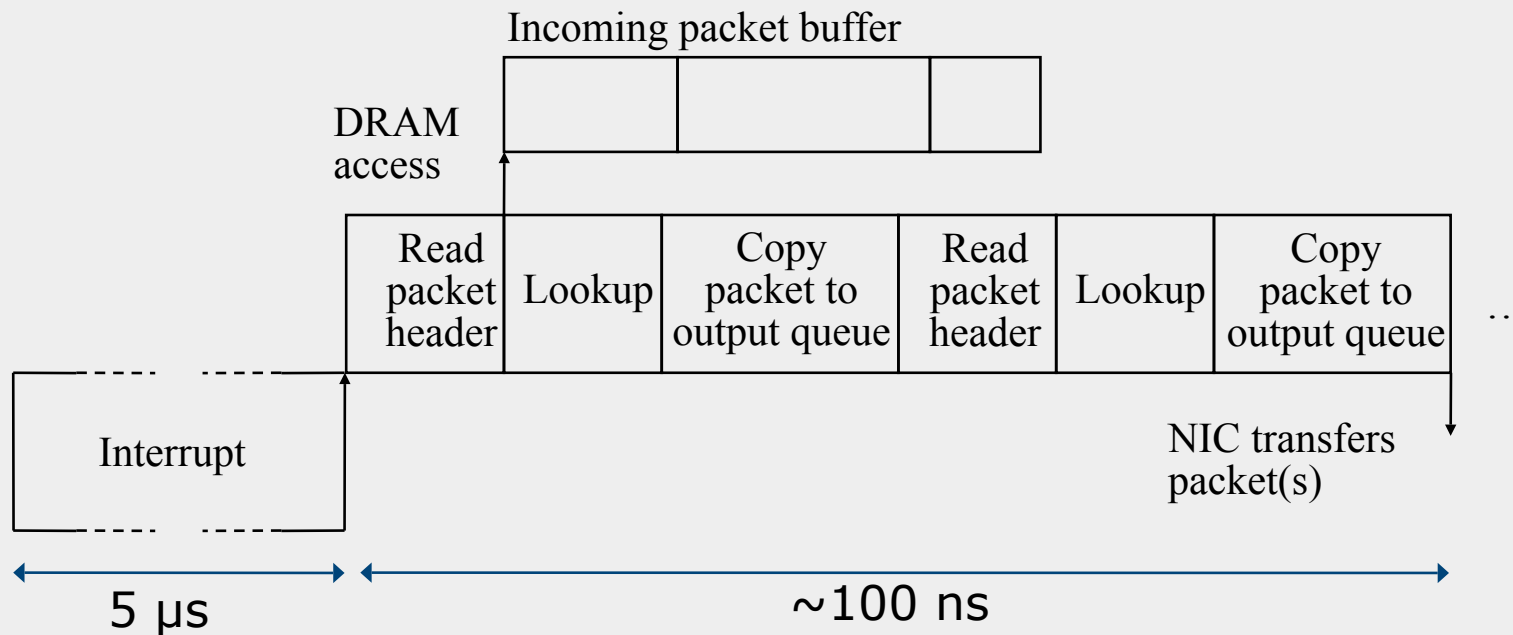 Incoming packet buffer
DRAM
access
Read
packet
header
Lookup
Copy
packet to
output queue
Read
packet
header
Lookup
Copy
packet to
output queue
..
Interrupt
NIC transfers
packet(s)
5 µs
~100 ns